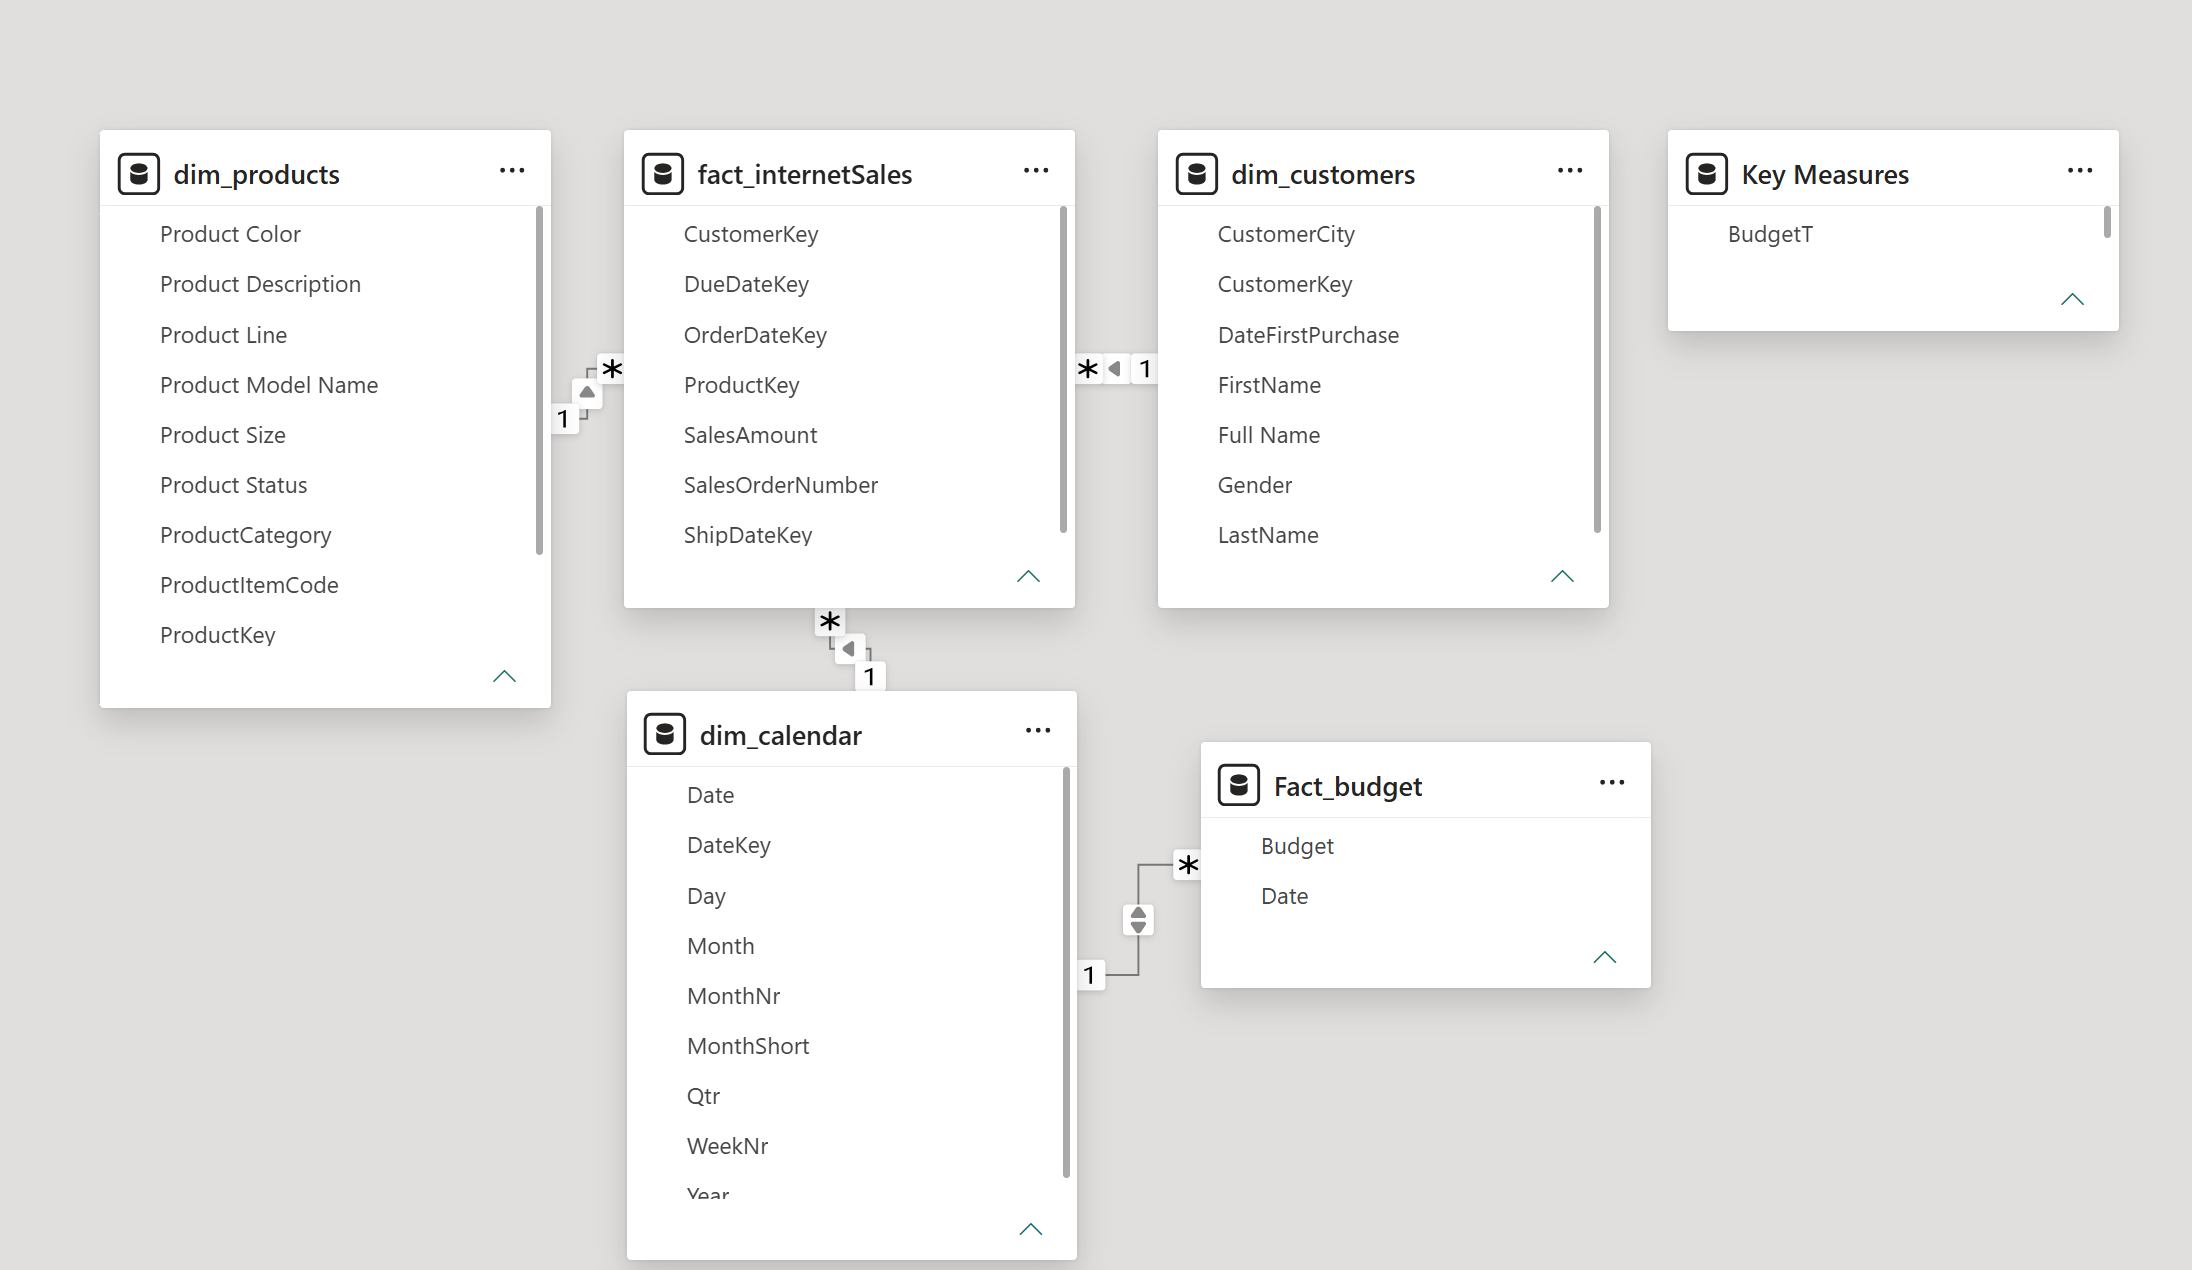 dim_products
Product Color
Product Description
Product Line
Product Model Name
Product Size
Product Status
ProductCategory
ProductItemCode
ProductKey
1
*
fact_internetSales
CustomerKey
DueDateKey
OrderDateKey
ProductKey
SalesAmount
SalesOrderNumber
ShipDateKey
*
1
dim_customers
CustomerCity
CustomerKey
DateFirstPurchase
FirstName
Full Name
Gender
LastName
Key Measures
BudgetT
*
1
dim_calendar
Date
DateKey
Day
Month
MonthNr
MonthShort
Qtr
WeekNr
Year
1
*
Fact_budget
Budget
Date